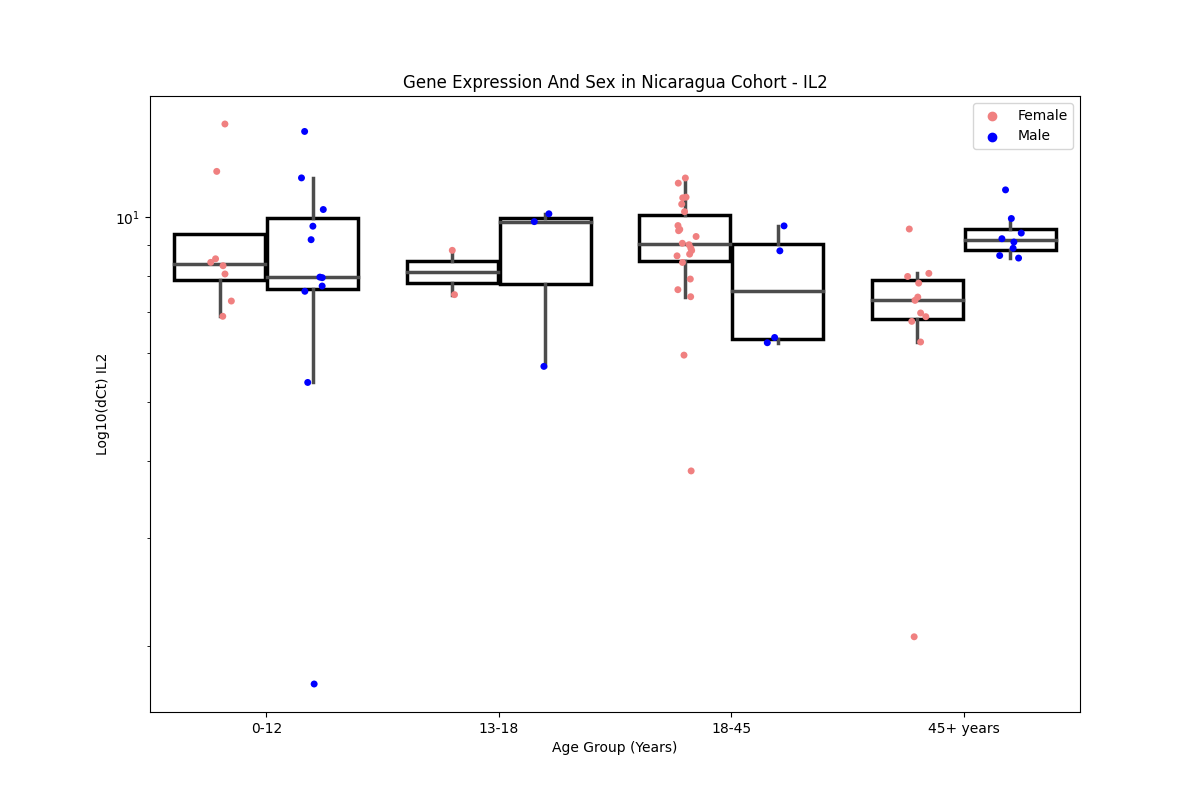 Gene Expression And Sex in Nicaragua Cohort - IL2
Female
Male
10¹
Log10(dCt) IL2
0-12
13-18
18-45
45+ years
Age Group (Years)